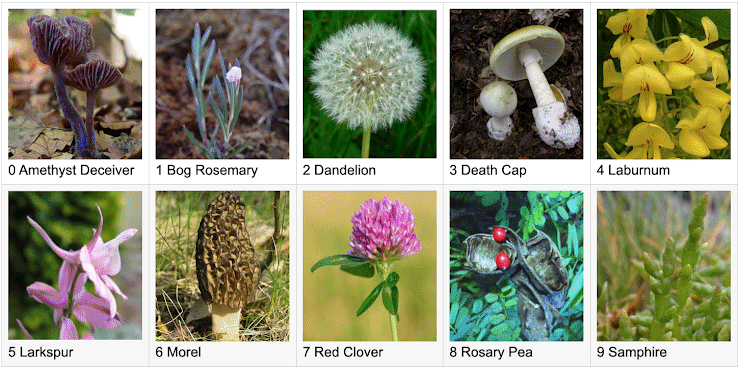 0 Amethyst Deceiver
1 Bog Rosemary
2 Dandelion
3 Death Cap
4 Laburnum
5 Larkspur
6 Morel
7 Red Clover
8 Rosary Pea
9 Samphire